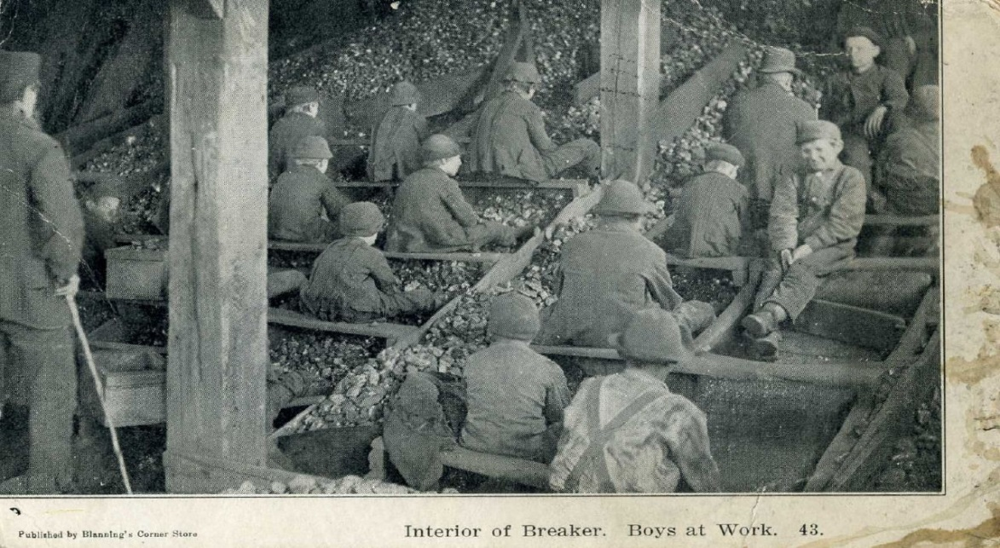 Published by Blanning's Corner Store
Interior of Breaker. Boys at Work. 43.